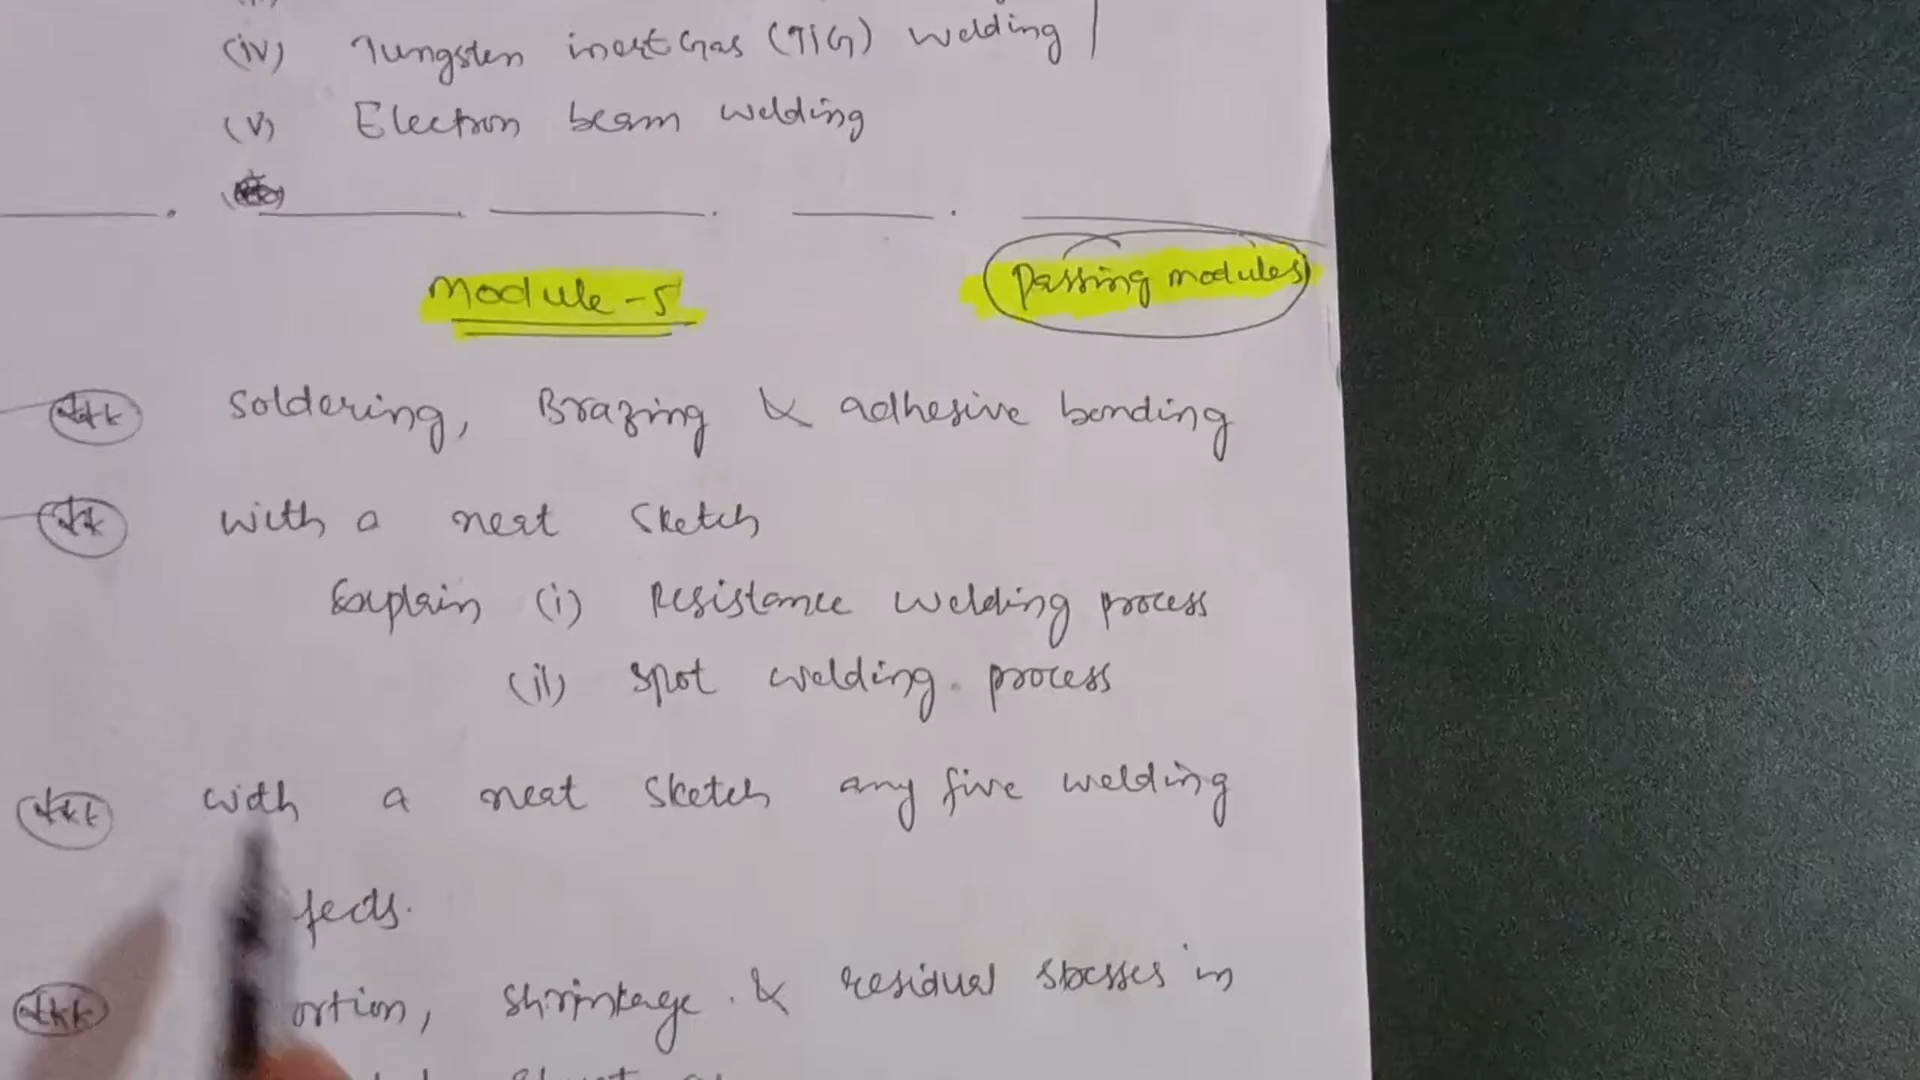 (iv) Tungsten inert Gas (TIG) welding
(v) Electron beam welding
Module-5
Passing modules
*** Soldering, Brazing & adhesive bonding
** with a neat sketch
Explain (i) Resistance welding process
(ii) spot welding process
*** with a neat sketch any five welding
fects.
*** ortion, shrinkage & residual stresses in